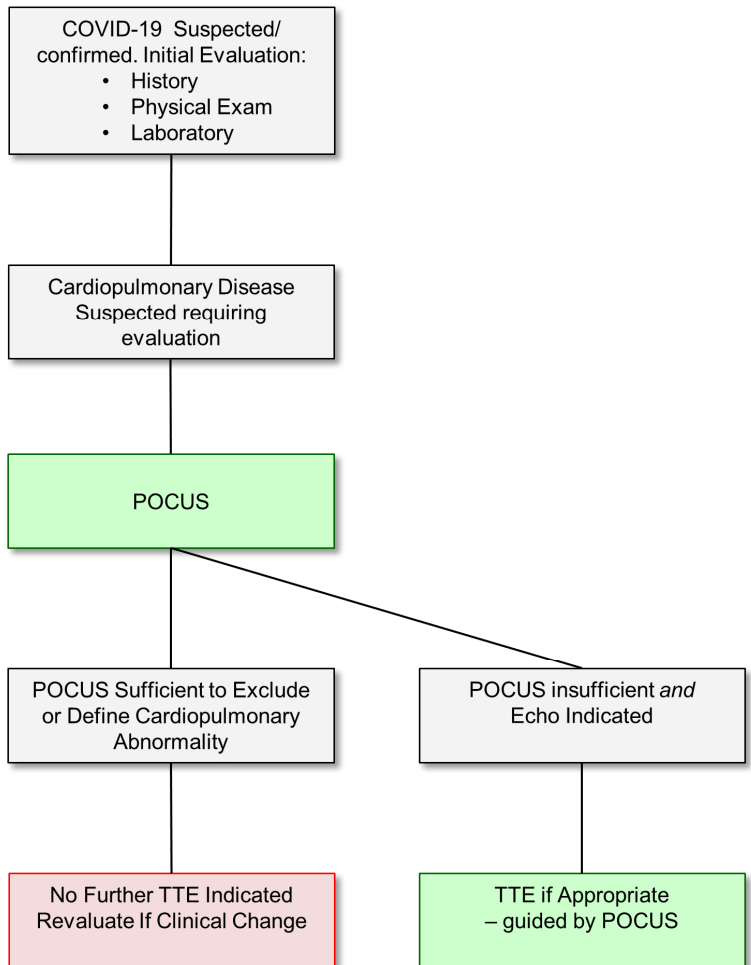 COVID-19 Suspected/
confirmed. Initial Evaluation:
• History
• Physical Exam
• Laboratory
Cardiopulmonary Disease
Suspected requiring
evaluation
POCUS
POCUS Sufficient to Exclude
or Define Cardiopulmonary
Abnormality
POCUS insufficient and
Echo Indicated
No Further TTE Indicated
Revaluate If Clinical Change
TTE if Appropriate
– guided by POCUS